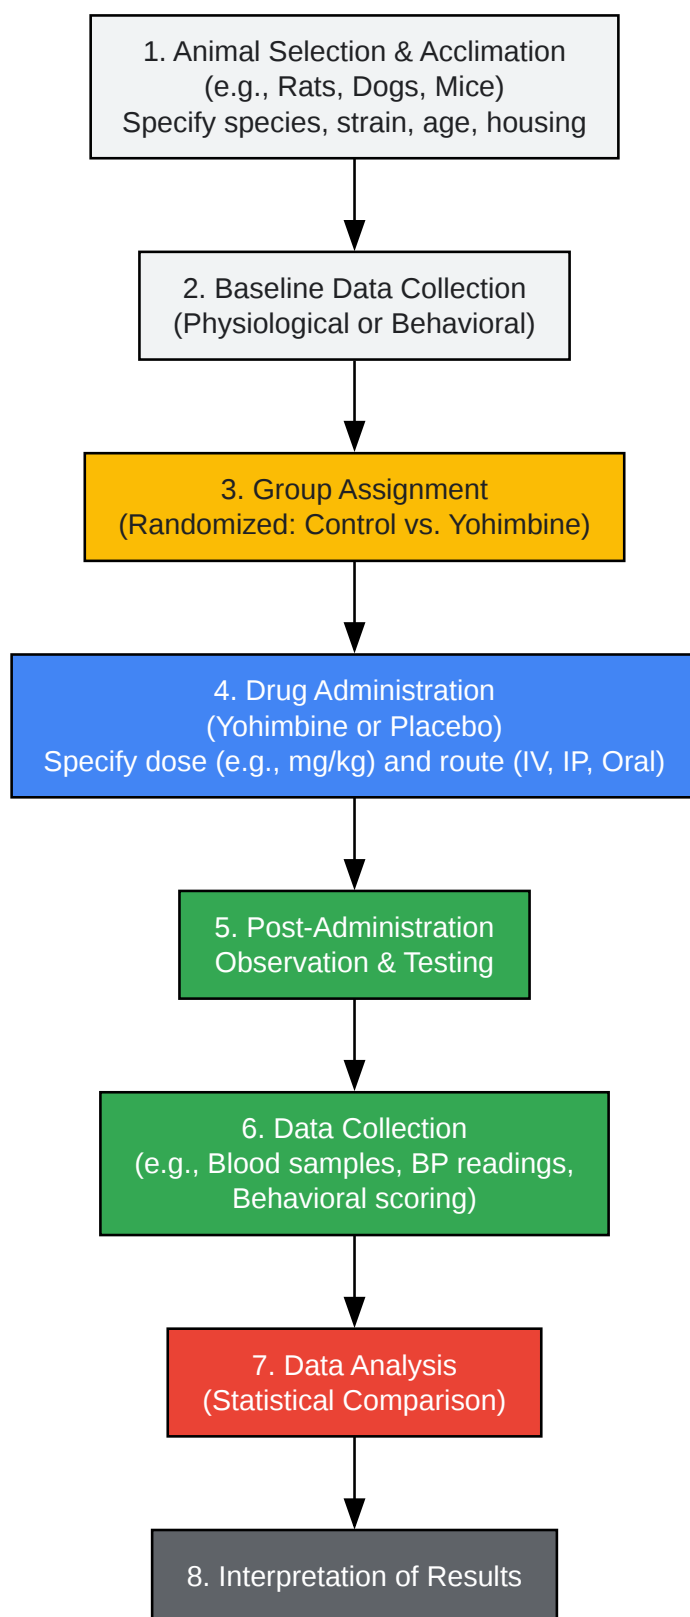 1. Animal Selection & Acclimation
(e.g., Rats, Dogs, Mice)
Specify species, strain, age, housing
2. Baseline Data Collection
(Physiological or Behavioral)
3. Group Assignment
(Randomized: Control vs. Yohimbine)
4. Drug Administration
(Yohimbine or Placebo)
Specify dose (e.g., mg/kg) and route (IV, IP, Oral)
5. Post-Administration
Observation & Testing
6. Data Collection
(e.g., Blood samples, BP readings,
Behavioral scoring)
7. Data Analysis
(Statistical Comparison)
8. Interpretation of Results